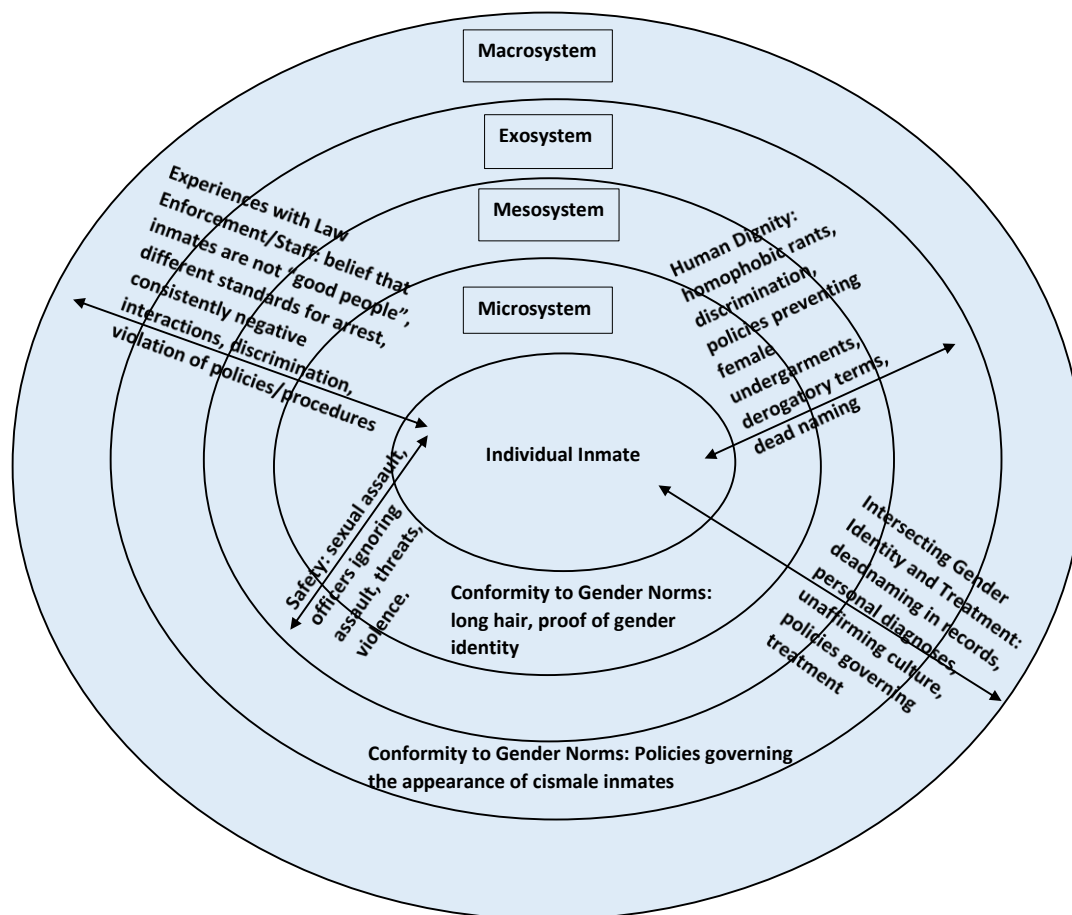 Macrosystem
Exosystem
Mesosystem
Microsystem
Experiences with Law
Enforcement/Staff: belief that
inmates are not “good people”,
different standards for arrest,
consistently negative
interactions, discrimination,
violation of policies/procedures
Human Dignity:
homophobic rants,
discrimination,
policies preventing
female
undergarments,
derogatory terms,
dead naming
Individual Inmate
Safety: sexual assault,
officers ignoring
assault, threats,
violence.
Intersecting Gender
Identity and Treatment:
deadnaming in records,
personal diagnoses,
unaffirming culture,
policies governing
treatment
Conformity to Gender Norms:
long hair, proof of gender
identity
Conformity to Gender Norms: Policies governing
the appearance of cismale inmates